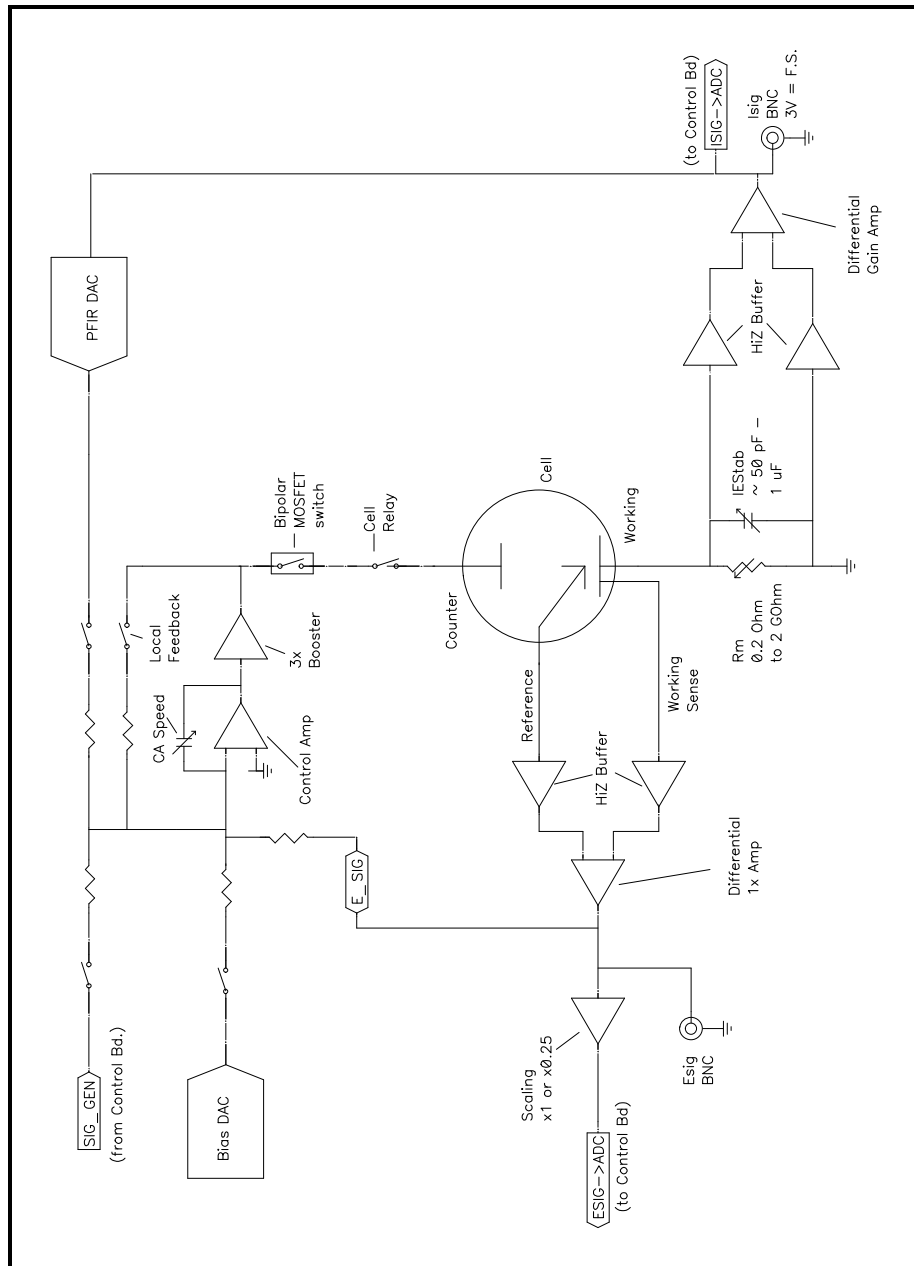 SIG_GEN
(from Control Bd.)
Bias DAC
PFIR DAC
Local
Feedback
CA Speed
Control Amp
3x
Booster
Bipolar
MOSFET
switch
Cell
Relay
E_SIG
Counter
Cell
Reference
Working
Working
Sense
HiZ Buffer
Differential
1x Amp
Scaling
x1 or x0.25
ESIG->ADC
(to Control Bd)
Esig
BNC
Rm
0.2 Ohm
to 2 GOhm
IEStab
~ 50 pF -
1 uF
HiZ Buffer
Differential
Gain Amp
(to Control Bd)
ISIG->ADC
Isig
BNC
3V = F.S.